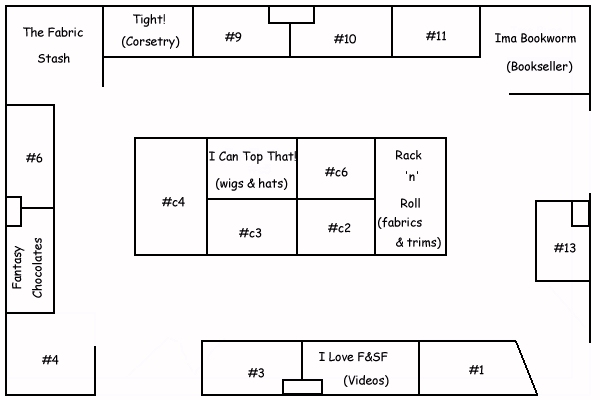 The Fabric
Stash
Tight!
(Corsetry)
#9
#10
#11
Ima Bookworm
(Bookseller)
#6
#c4
I Can Top That!
(wigs & hats)
#c6
Rack
'n'
Roll
(fabrics
& trims)
#c3
#c2
Fantasy
Chocolates
#13
#4
#3
I Love F&SF
(Videos)
#1